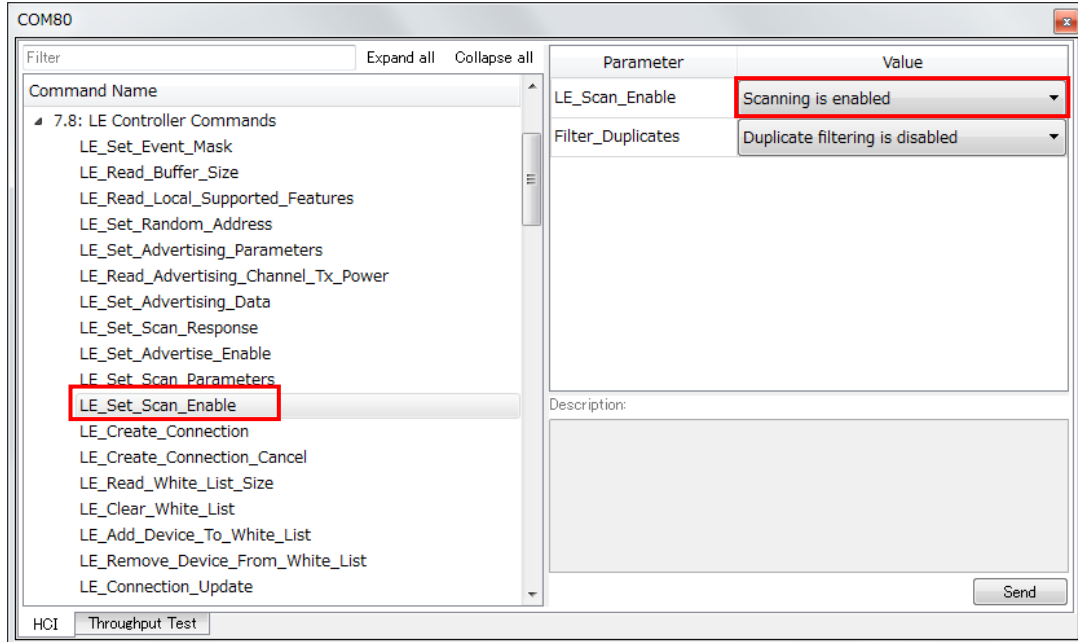 COM80
Filter
Expand all
Collapse all
Command Name
7.8: LE Controller Commands
LE_Set_Event_Mask
LE_Read_Buffer_Size
LE_Read_Local_Supported_Features
LE_Set_Random_Address
LE_Set_Advertising_Parameters
LE_Read_Advertising_Channel_Tx_Power
LE_Set_Advertising_Data
LE_Set_Scan_Response
LE_Set_Advertise_Enable
LE_Set_Scan_Parameters
LE_Set_Scan_Enable
LE_Create_Connection
LE_Create_Connection_Cancel
LE_Read_White_List_Size
LE_Clear_White_List
LE_Add_Device_To_White_List
LE_Remove_Device_From_White_List
LE_Connection_Update
HCI
Throughput Test
Parameter
Value
LE_Scan_Enable
Scanning is enabled
Filter_Duplicates
Duplicate filtering is disabled
Description:
Send